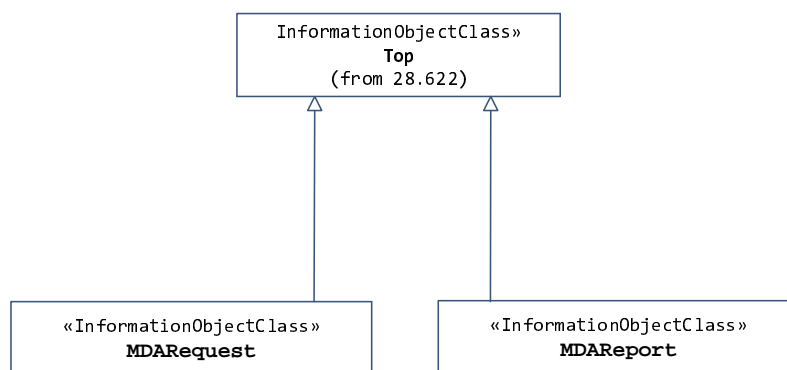 InformationObjectClass»
Top
(from 28.622)
«InformationObjectClass»
MDARequest
«InformationObjectClass»
MDAReport